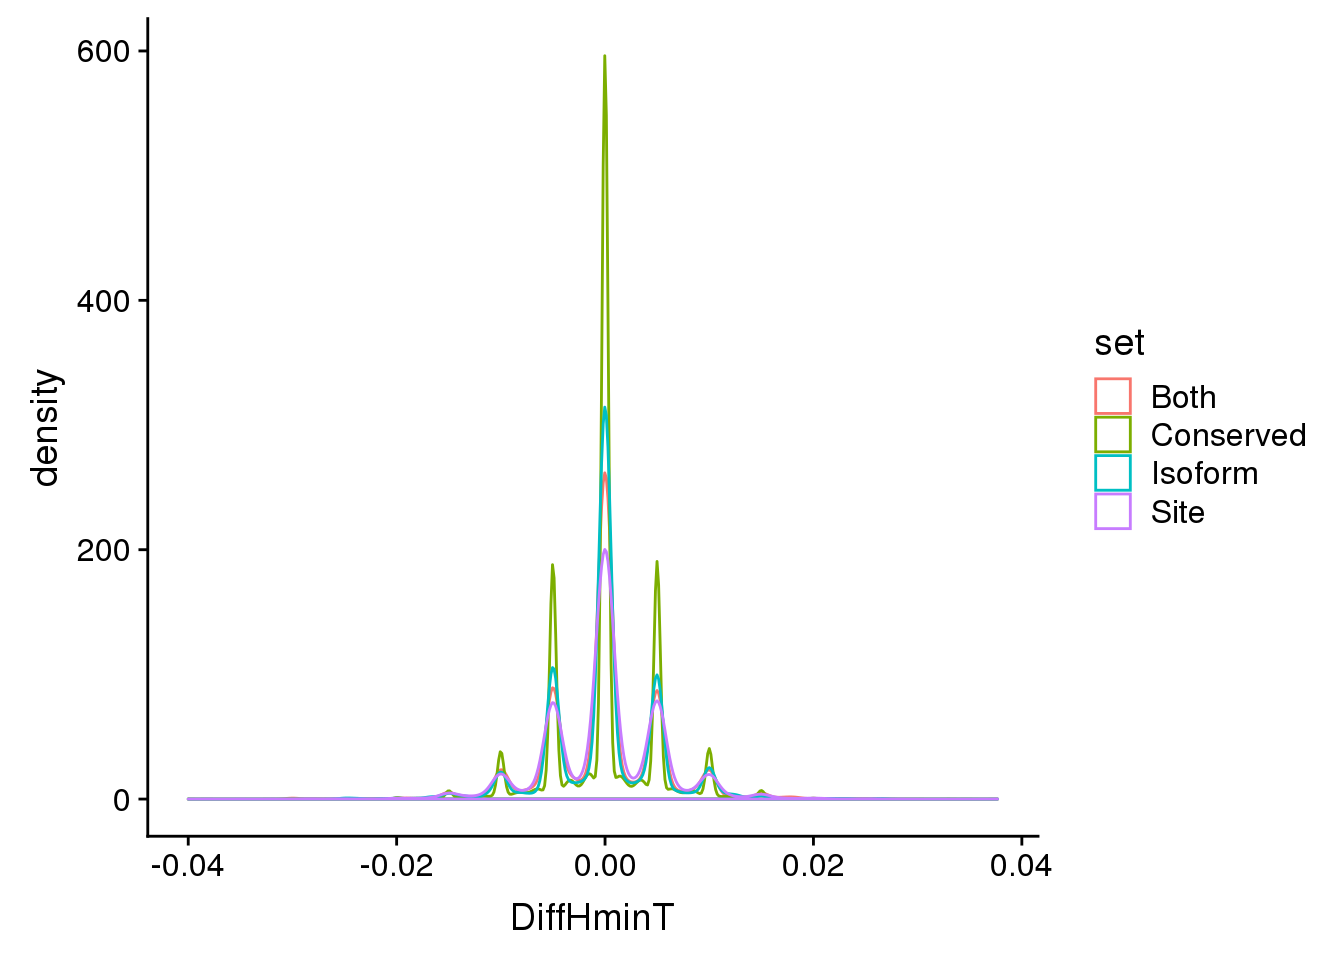 600
400
200
0
density
-0.04
-0.02
0.00
0.02
0.04
DiffHminT
set
Both
Conserved
Isoform
Site